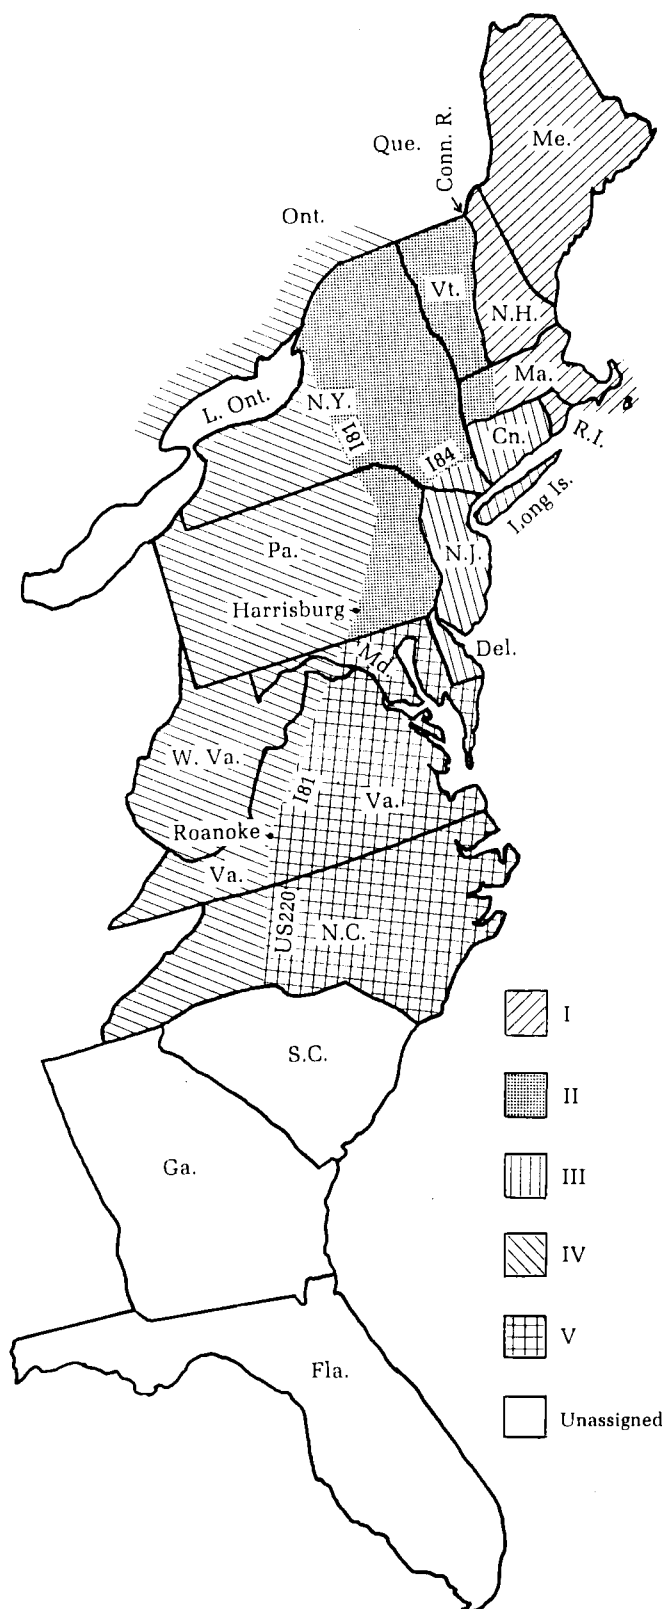 Me.
Que.
Conn. R.
Ont.
Vt.
N.H.
Ma.
L. Ont.
N.Y.
I81
I84
Cn.
R.I.
Long Is.
Pa.
N.J.
Harrisburg
Del.
Md.
W. Va.
I81
Va.
Roanoke
Va.
US220
N.C.
I
S.C.
II
Ga.
III
IV
V
Fla.
Unassigned